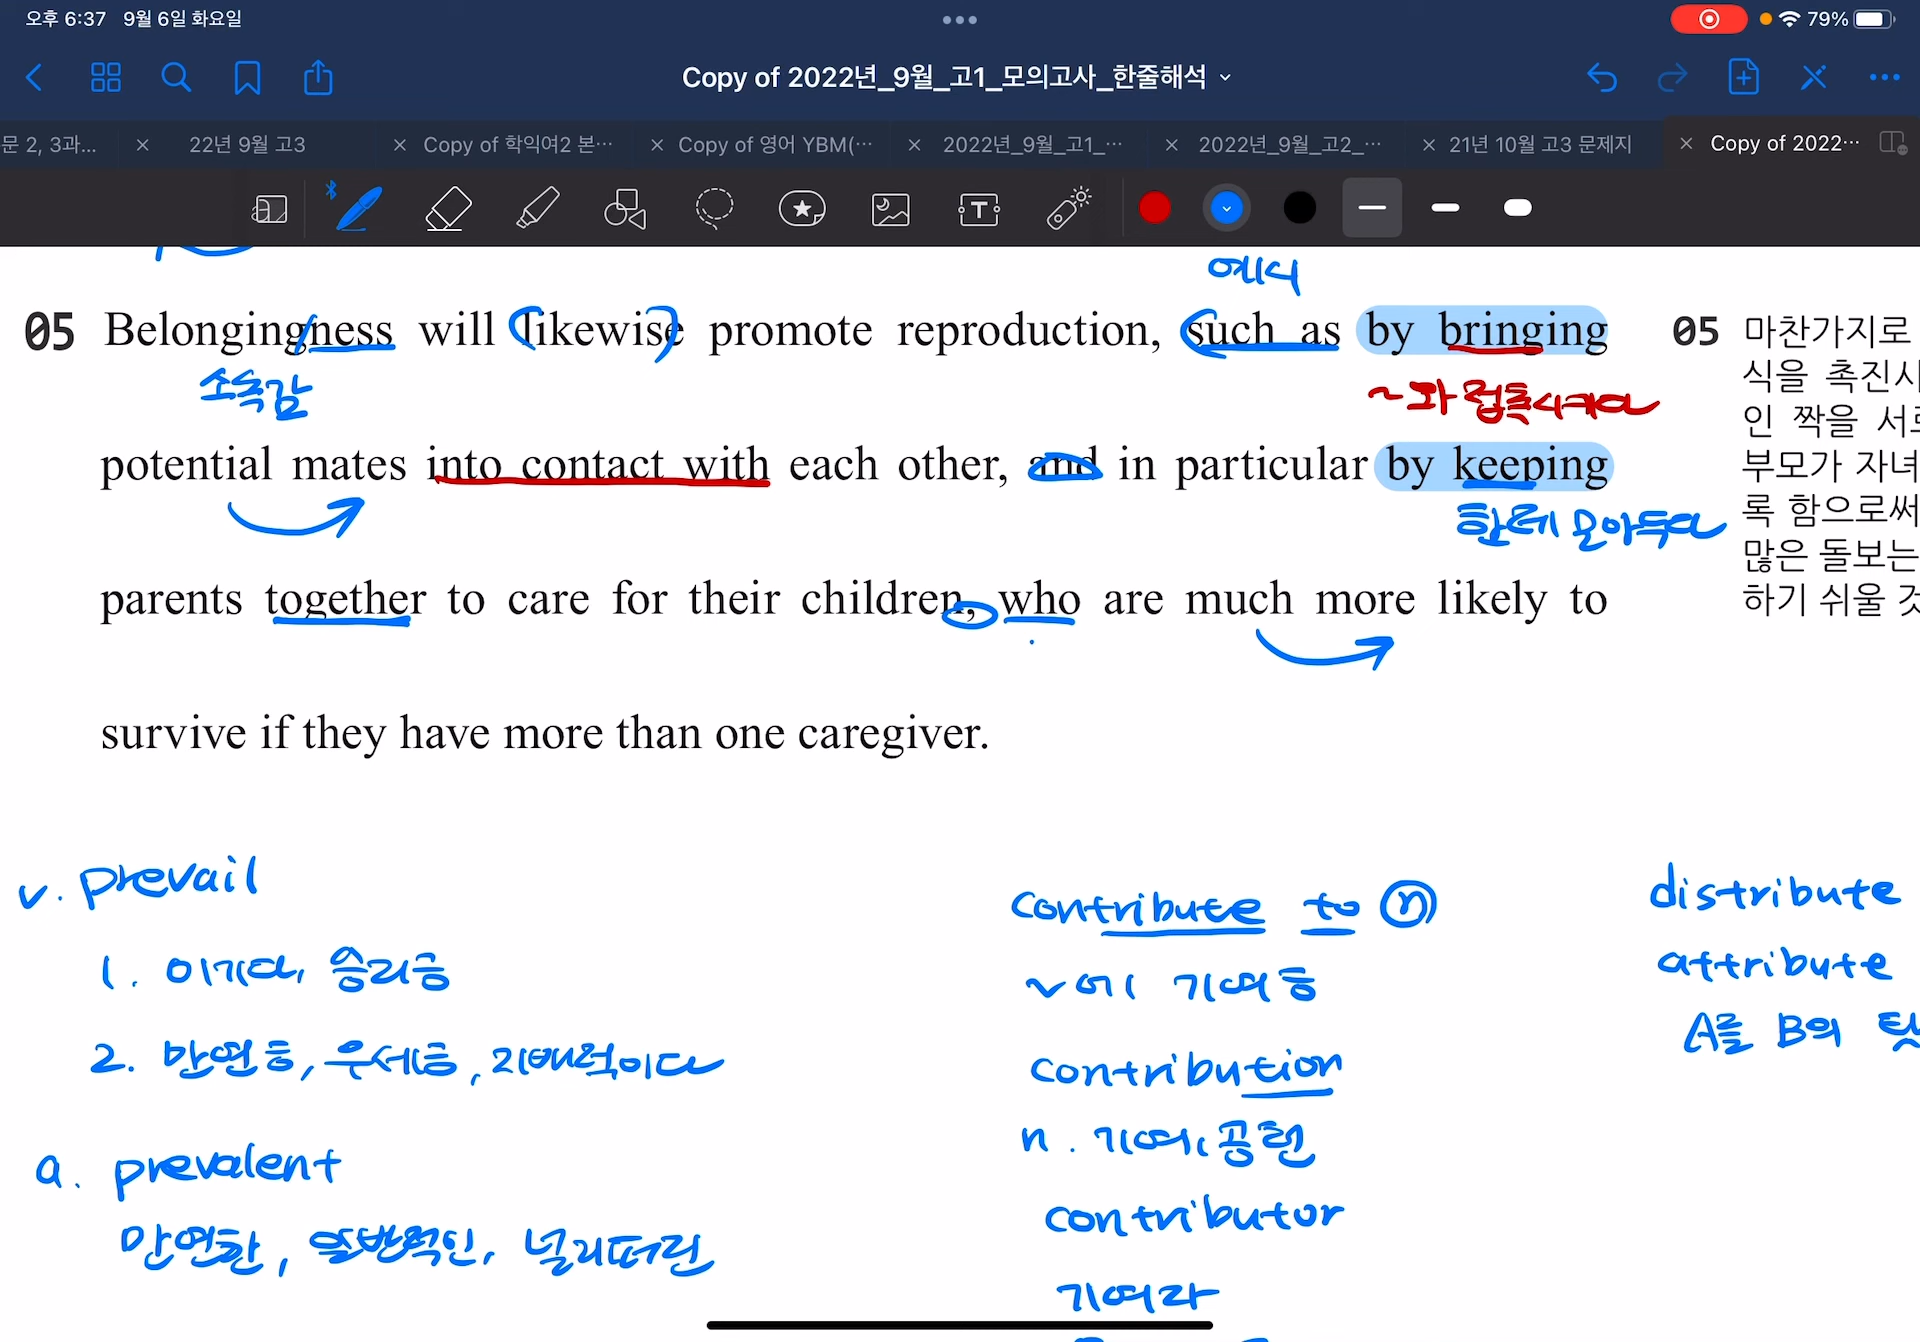 오후 6:37 9월 6일 화요일
79%
Copy of 2022년_9월_고1_모의고사_한줄해석
문 2, 3과... × 22년 9월 고3 × Copy of 학익여2 본… × Copy of 영어 YBM(… × 2022년_9월_고1_… × 2022년_9월_고2_… × 21년 10월 고3 문제지 × Copy of 2022…
예시
05 Belongingness will likewise promote reproduction, such as by bringing
소속감
~와 접촉시키다
potential mates into contact with each other, and in particular by keeping
함께 모아두다
parents together to care for their children, who are much more likely to
survive if they have more than one caregiver.
05 마찬가지로
식을 촉진시
인 짝을 서로
부모가 자녀
록 함으로써
많은 돌보는
하기 쉬울 것
v. prevail
1. 이기다, 승리함
2. 만연함, 우세함, 지배적이다
a. prevalent
만연한, 일반적인, 널리퍼진
contribute to n
~에 기여함
contribution
n. 기여, 공헌
contributor
기여자
distribute
attribute
A를 B의 탓